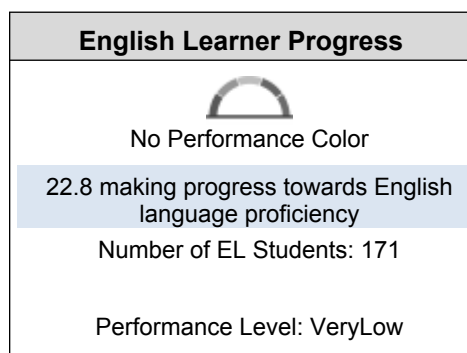 English Learner Progress
No Performance Color
22.8 making progress towards English
language proficiency
Number of EL Students: 171
Performance Level: VeryLow